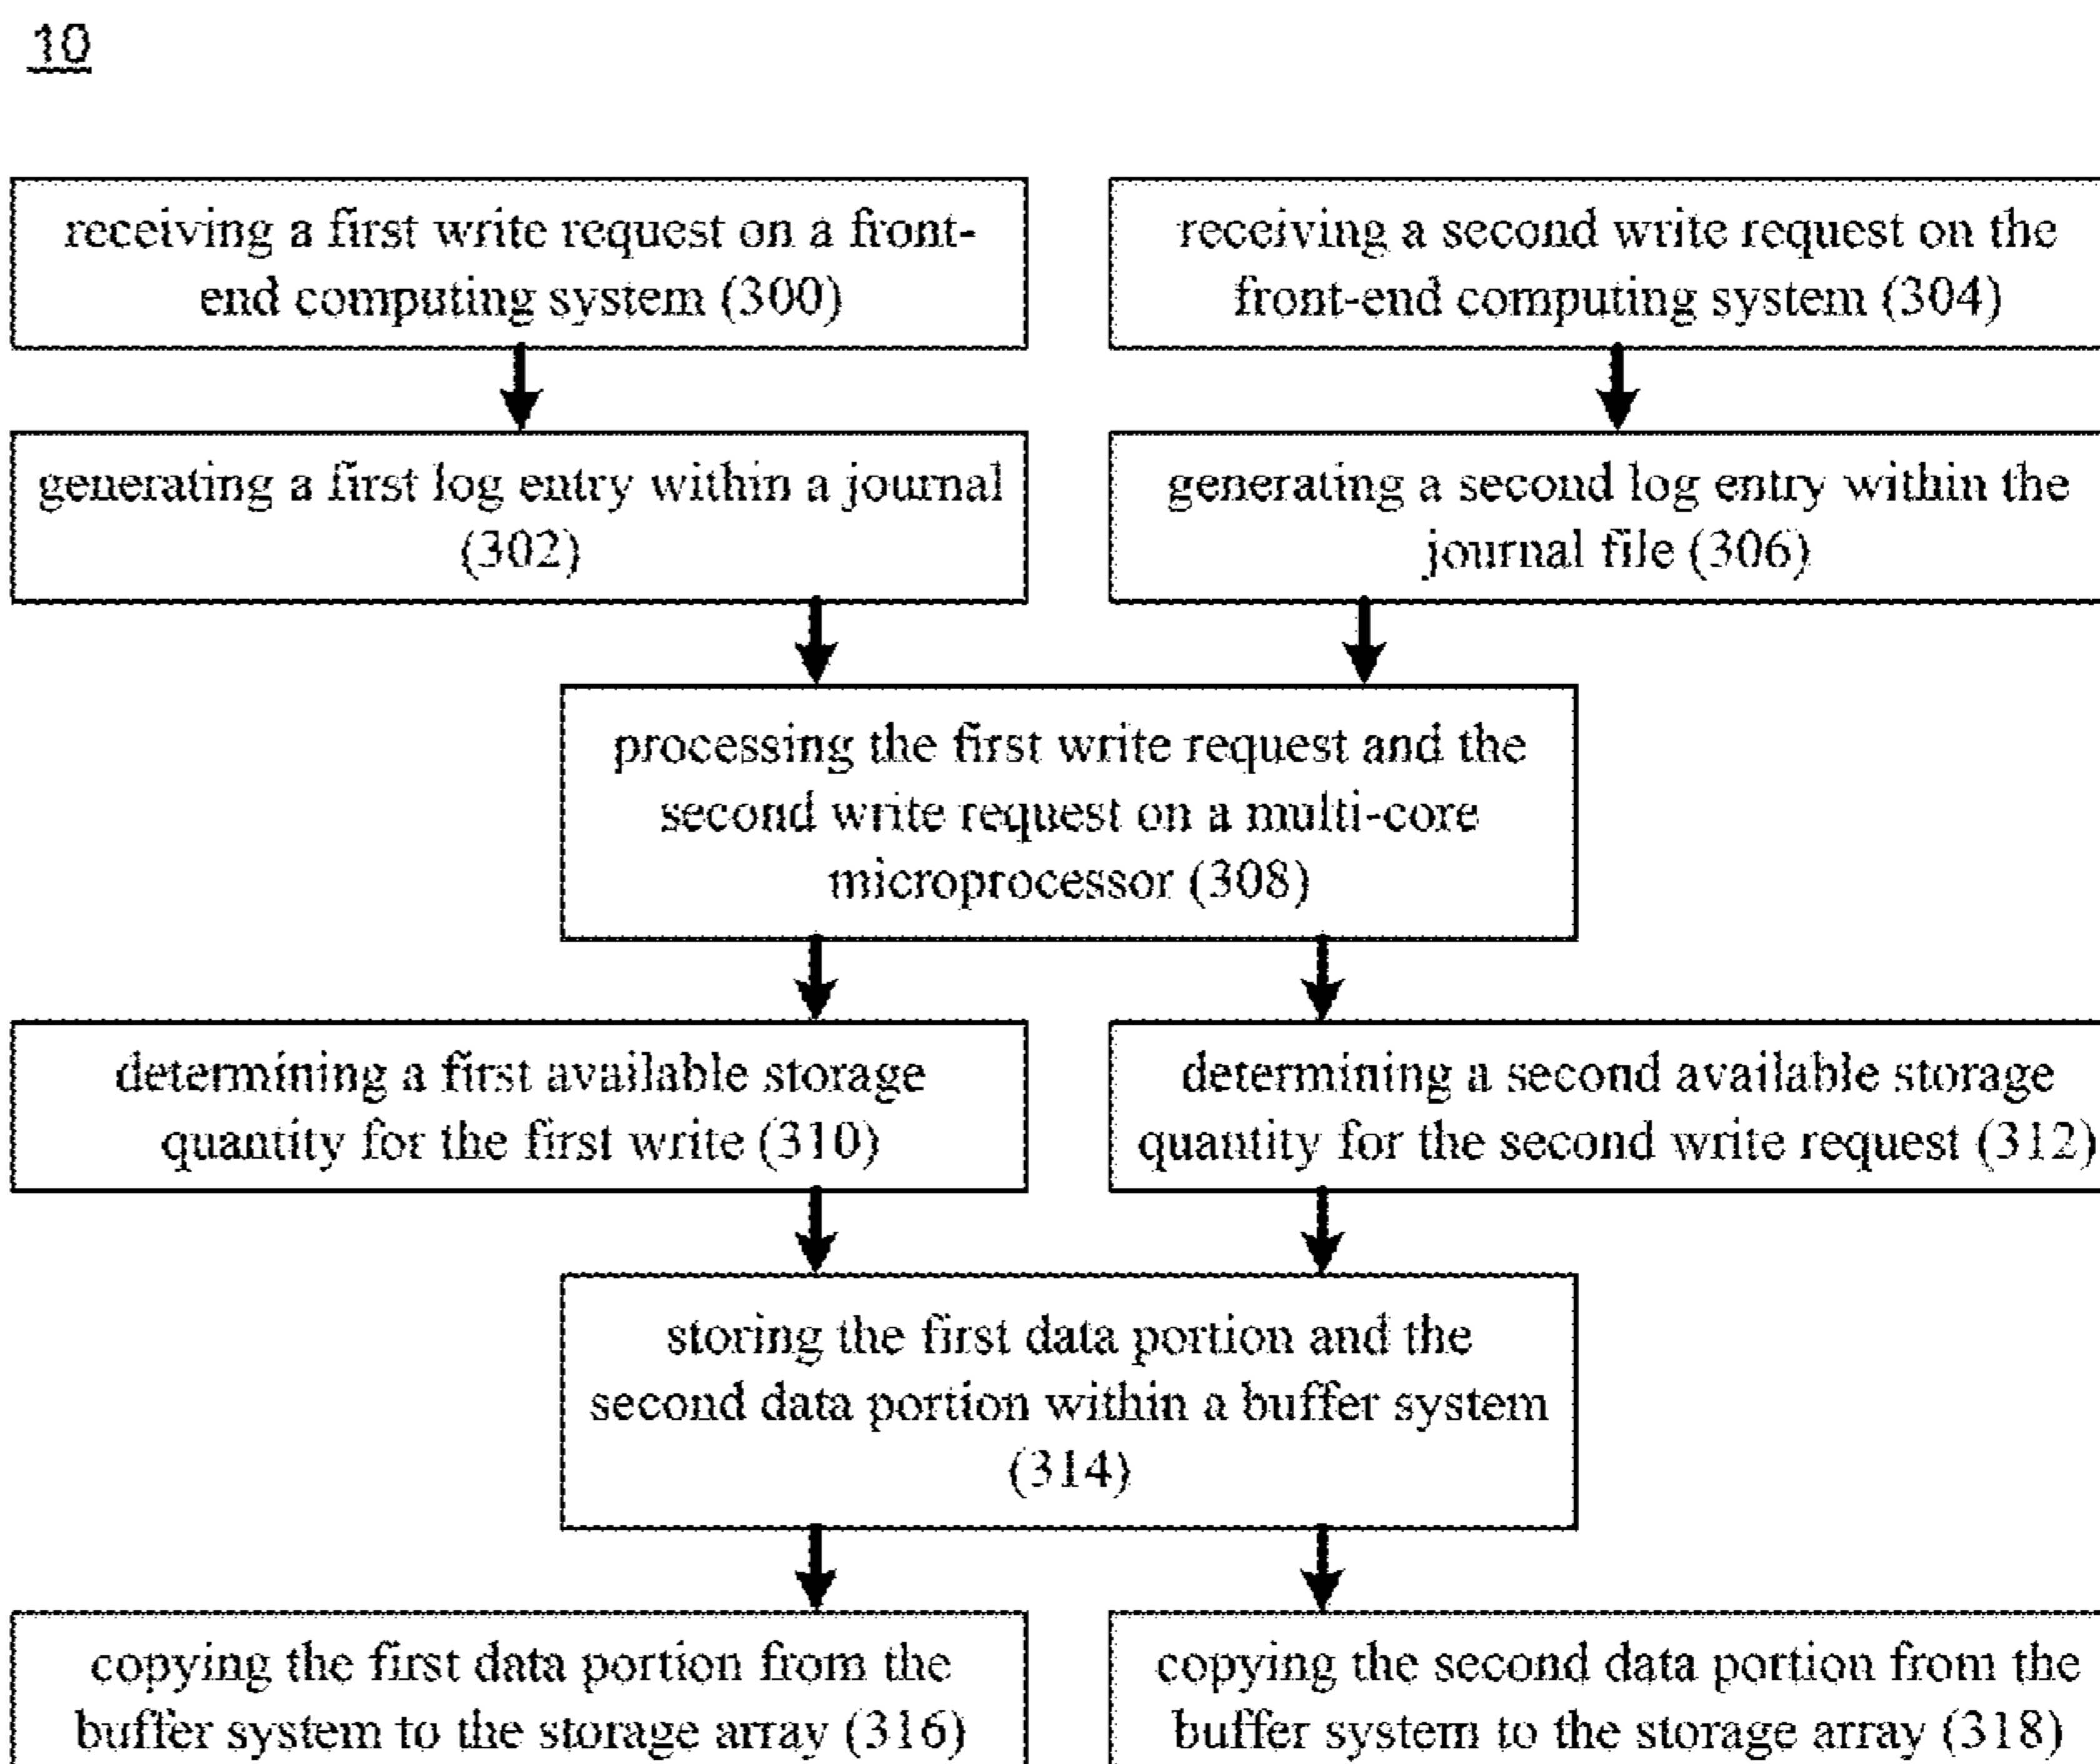 10
receiving a first write request on a front-
end computing system (300)
receiving a second write request on the
front-end computing system (304)
generating a first log entry within a journal
(302)
generating a second log entry within the
journal file (306)
processing the first write request and the
second write request on a multi-core
microprocessor (308)
determining a first available storage
quantity for the first write (310)
determining a second available storage
quantity for the second write request (312)
storing the first data portion and the
second data portion within a buffer system
(314)
copying the first data portion from the
buffer system to the storage array (316)
copying the second data portion from the
buffer system to the storage array (318)